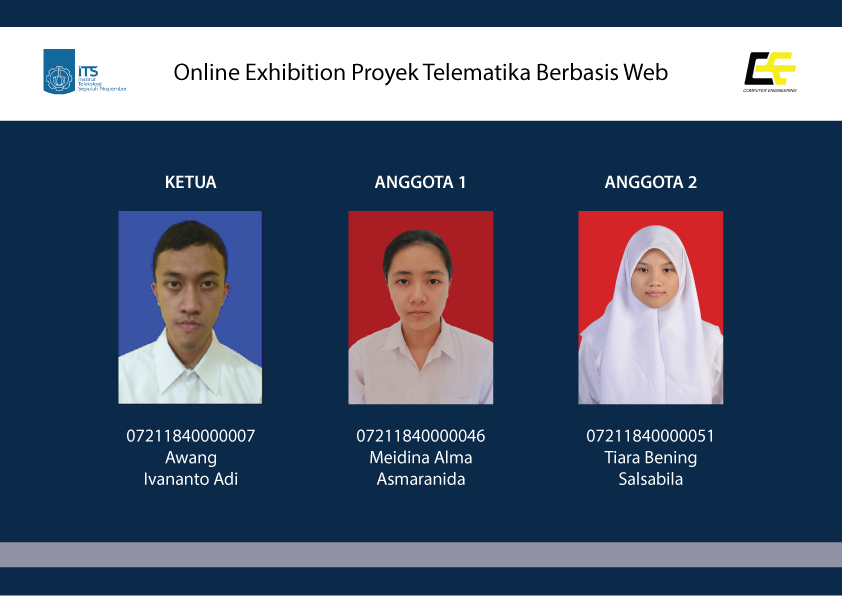 iTS
Institut
Teknologi
Sepuluh Nopember
Online Exhibition Proyek Telematika Berbasis Web
CE
COMPUTER ENGINEERING
KETUA
ANGGOTA 1
ANGGOTA 2
07211840000007
Awang
Ivananto Adi
07211840000046
Meidina Alma
Asmaranida
07211840000051
Tiara Bening
Salsabila